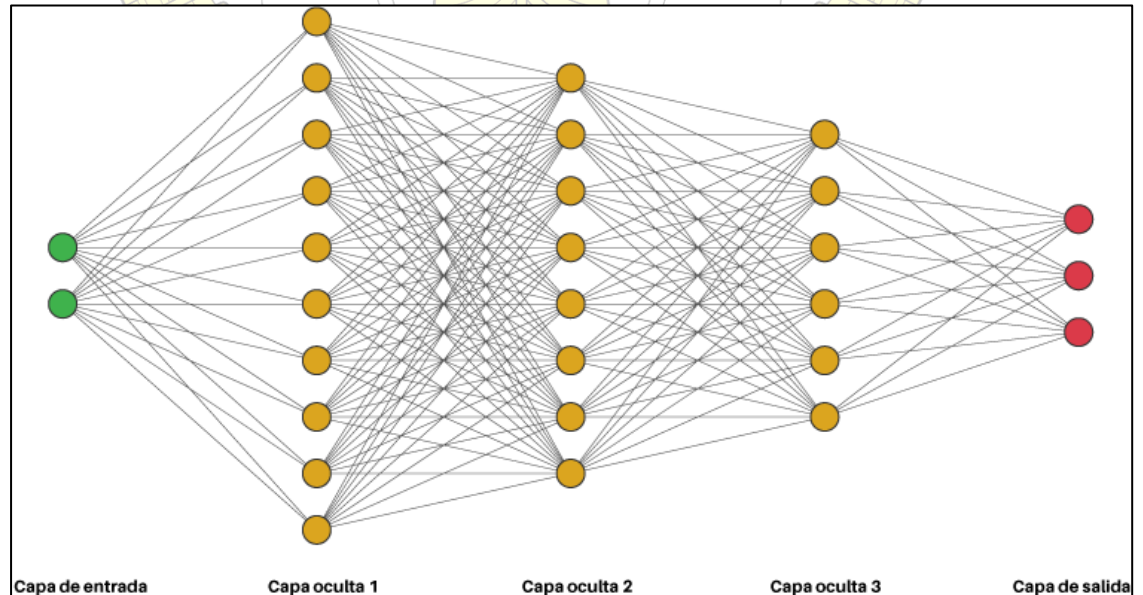 Capa de entrada
Capa oculta 1
Capa oculta 2
Capa oculta 3
Capa de salida